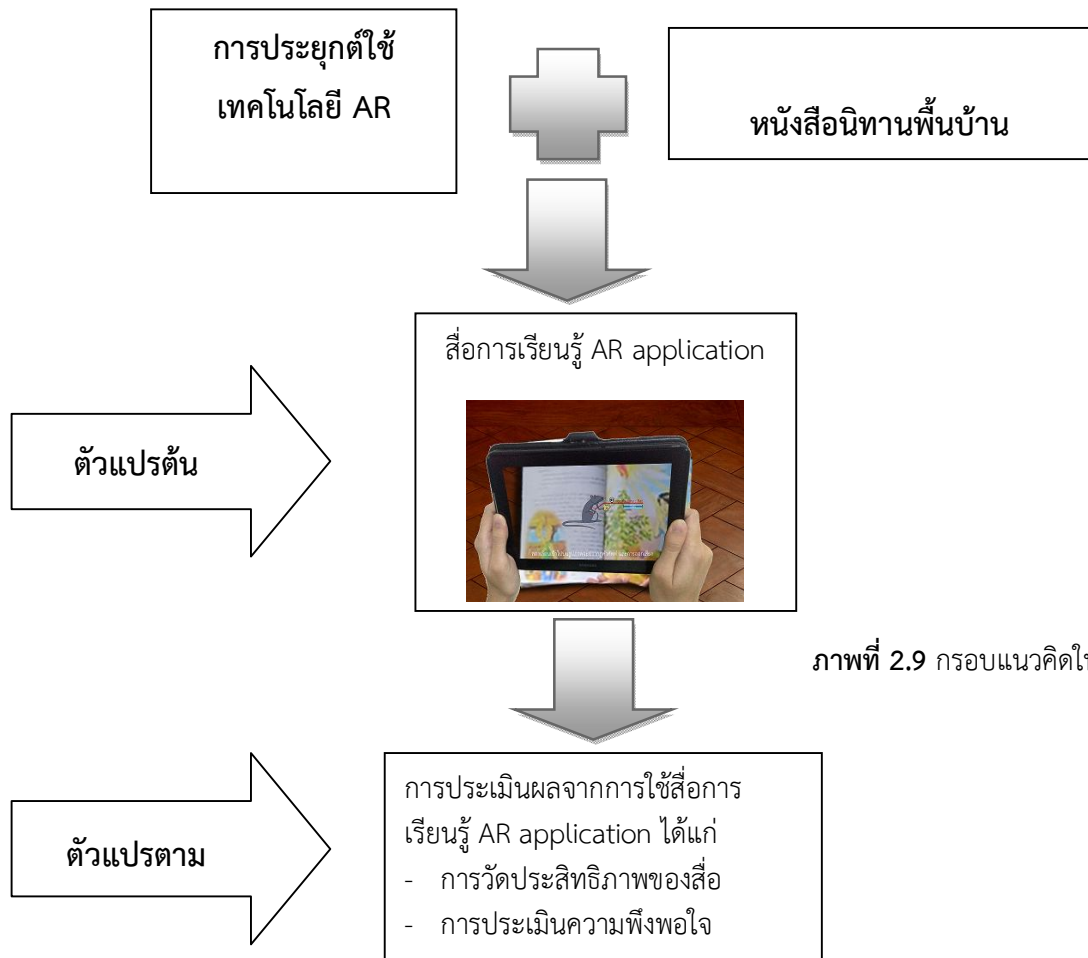 การประยุกต์ใช้
เทคโนโลยี AR
หนังสือนิทานพื้นบ้าน
สื่อการเรียนรู้ AR application
ตัวแปรต้น
ภาพที่ 2.9 กรอบแนวคิดใน
การประเมินผลจากการใช้สื่อการ
เรียนรู้ AR application ได้แก่
- การวัดประสิทธิภาพของสื่อ
- การประเมินความพึงพอใจ
ตัวแปรตาม